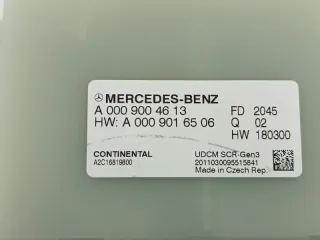 MERCEDES-BENZ
A 000 900 46 13 FD 2045
HW: A 000 901 65 06 Q 02
HW 180300
CONTINENTAL UDCM SCR-Gen3
A2C16819800 2011030095515841
Made in Czech Rep